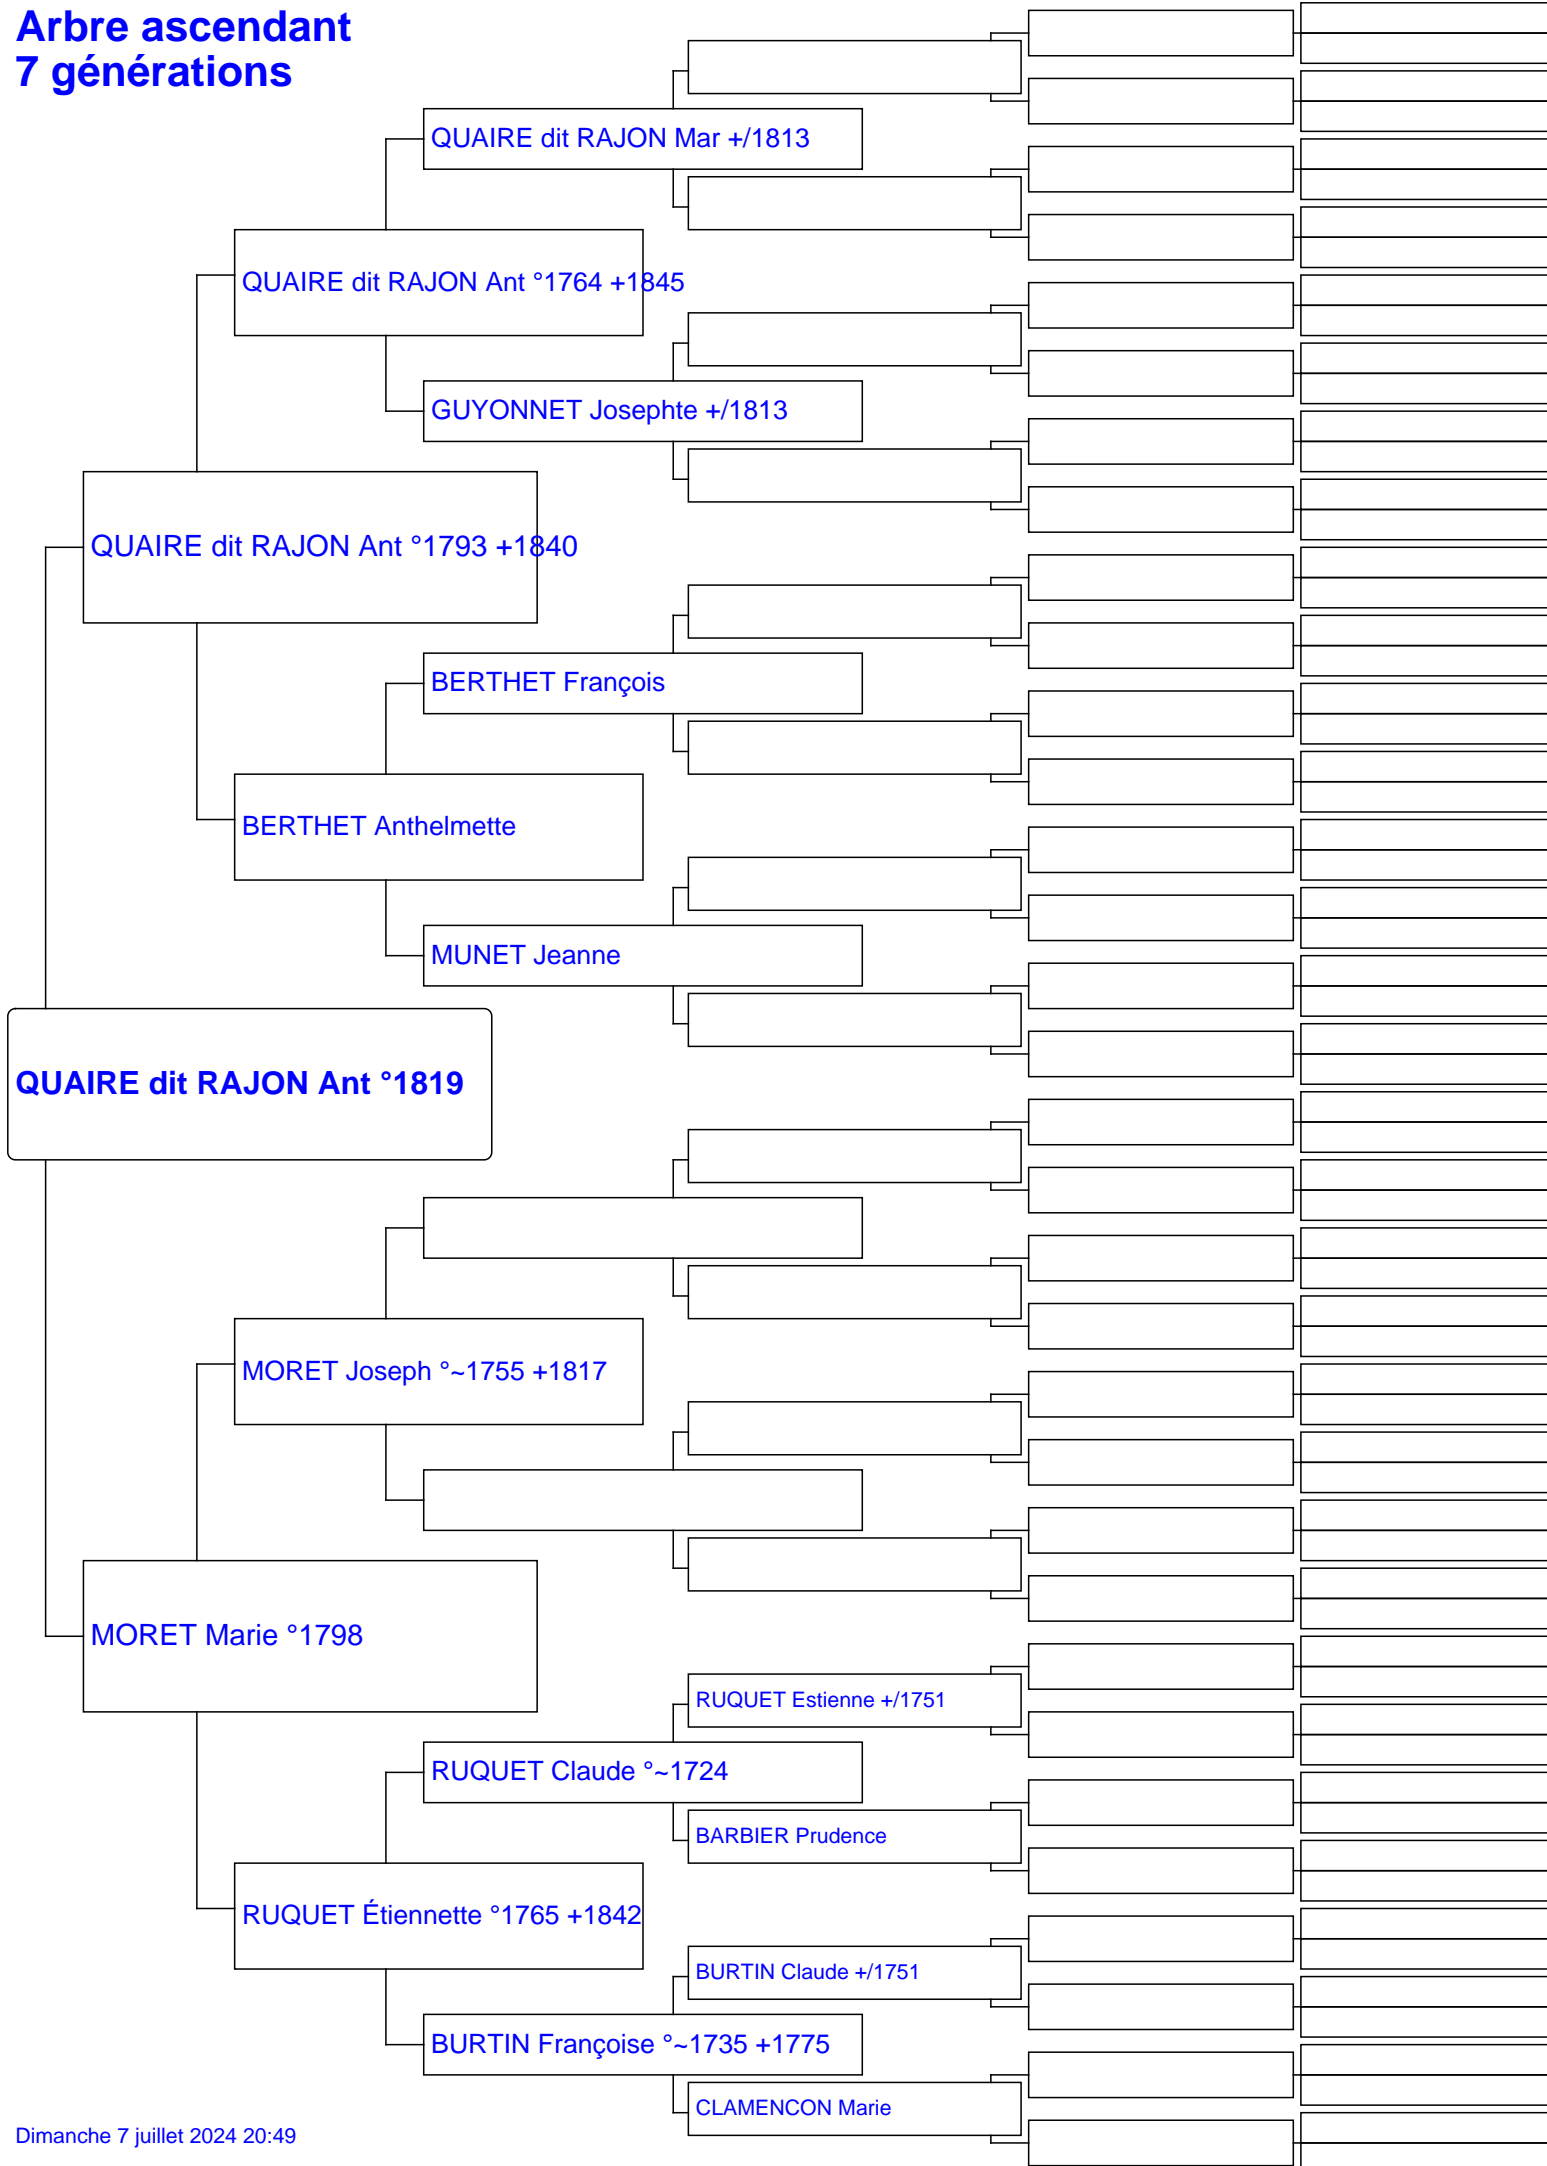 Arbre ascendant
7 générations
QUAIRE dit RAJON Mar +/1813
QUAIRE dit RAJON Ant °1764 +1845
GUYONNET Josephte +/1813
QUAIRE dit RAJON Ant °1793 +1840
BERTHET François
BERTHET Anthelmette
MUNET Jeanne
QUAIRE dit RAJON Ant °1819
MORET Joseph °~1755 +1817
MORET Marie °1798
RUQUET Estienne +/1751
RUQUET Claude °~1724
BARBIER Prudence
RUQUET Étiennette °1765 +1842
BURTIN Claude +/1751
BURTIN Françoise °~1735 +1775
CLAMENCON Marie
Dimanche 7 juillet 2024 20:49